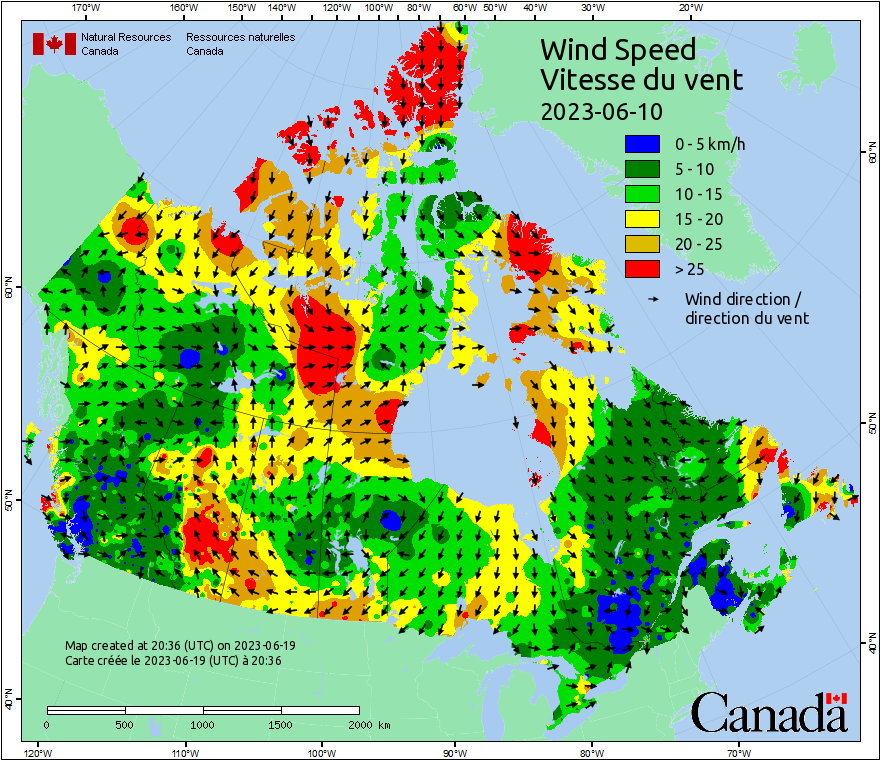 170°W 160°W 150°W 140°W 120°W 100°W 80°W 60°W 50°W 40°W 30°W 20°W
Natural Resources Ressources naturelles
Canada Canada
Wind Speed
Vitesse du vent
2023-06-10
0 - 5 km/h
5 - 10
10 - 15
15 - 20
20 - 25
> 25
Wind direction /
direction du vent
60°N
60°N
50°N
50°N
40°N
40°N
Map created at 20:36 (UTC) on 2023-06-19
Carte créée le 2023-06-19 (UTC) à 20:36
0 500 1000 1500 2000 km
Canada
120°W 110°W 100°W 90°W 80°W 70°W